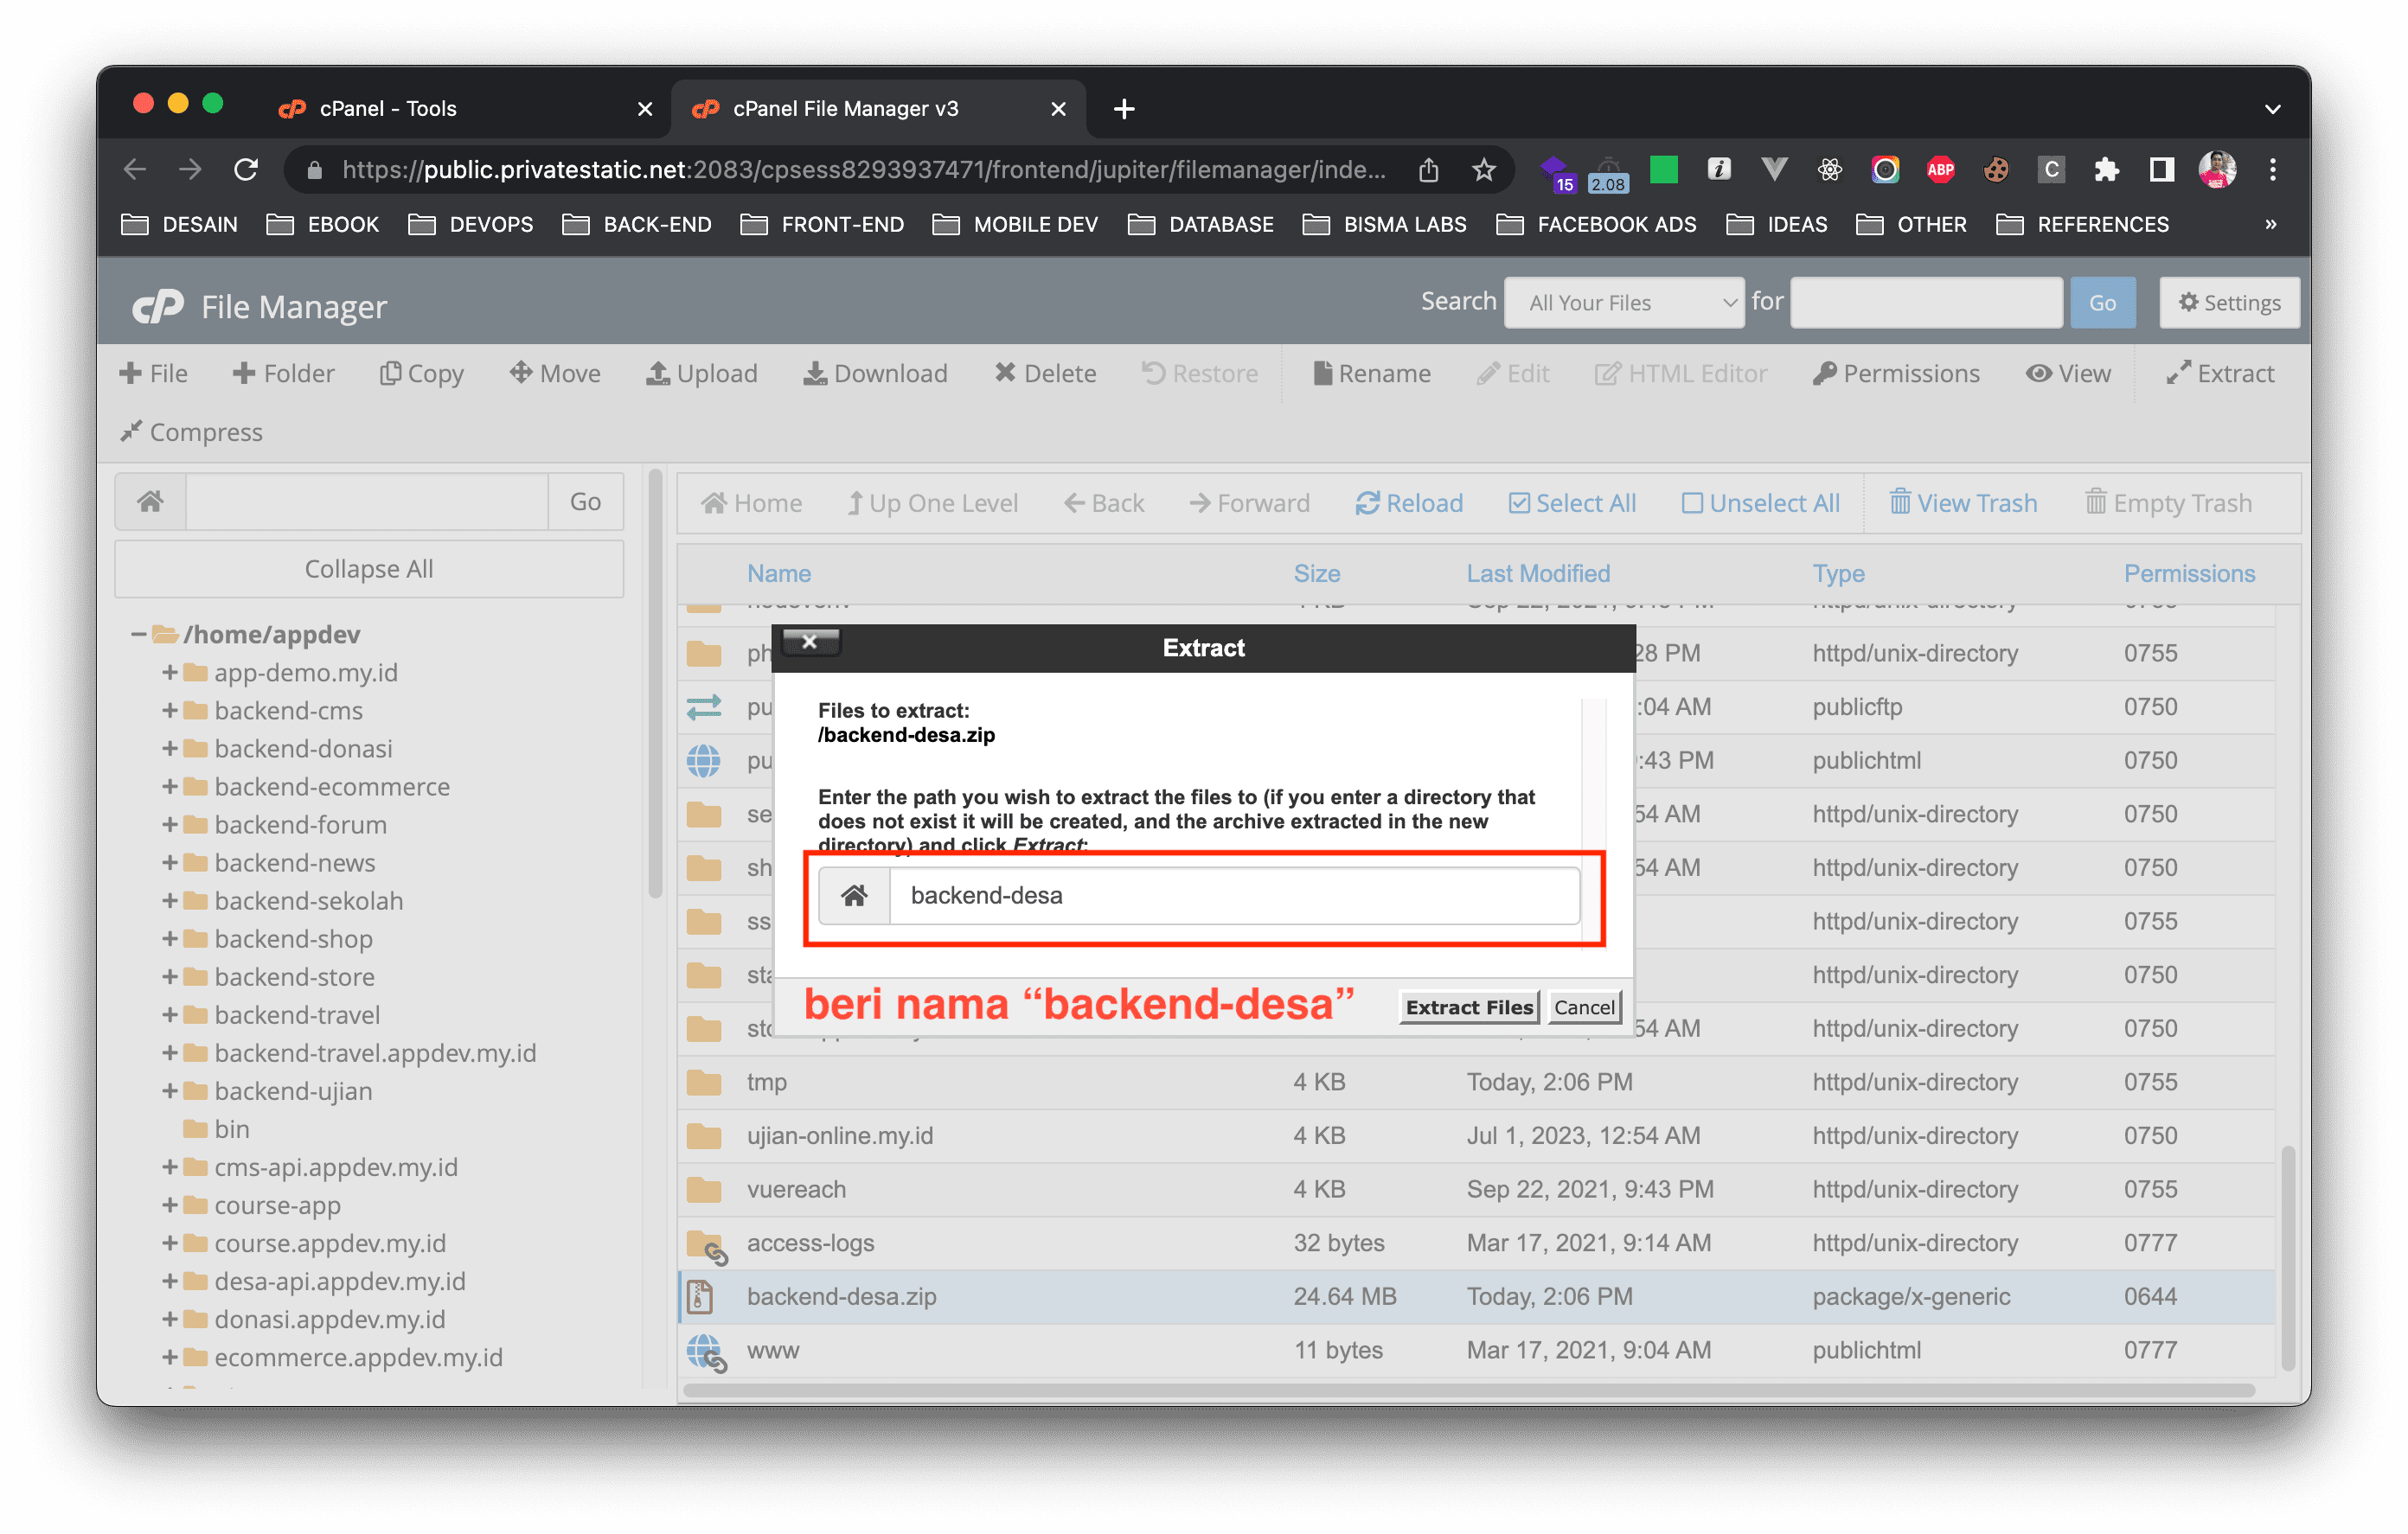 cPanel - Tools
cPanel File Manager v3
https://public.privatestatic.net:2083/cpsess8293937471/frontend/jupiter/filemanager/inde...
15
2.08
ABP
C
DESAIN
EBOOK
DEVOPS
BACK-END
FRONT-END
MOBILE DEV
DATABASE
BISMA LABS
FACEBOOK ADS
IDEAS
OTHER
REFERENCES
»
cP File Manager
Search All Your Files for Go Settings
File Folder Copy Move Upload Download Delete Restore Rename Edit HTML Editor Permissions View Extract
Compress
Go
Collapse All
/home/appdev
app-demo.my.id
backend-cms
backend-donasi
backend-ecommerce
backend-forum
backend-news
backend-sekolah
backend-shop
backend-store
backend-travel
backend-travel.appdev.my.id
backend-ujian
bin
cms-api.appdev.my.id
course-app
course.appdev.my.id
desa-api.appdev.my.id
donasi.appdev.my.id
ecommerce.appdev.my.id
Home Up One Level Back Forward Reload Select All Unselect All View Trash Empty Trash
Name Size Last Modified Type Permissions
ph 28 PM httpd/unix-directory 0755
pu :04 AM publicftp 0750
pu :43 PM publichtml 0750
se 54 AM httpd/unix-directory 0750
sh 54 AM httpd/unix-directory 0750
ss httpd/unix-directory 0755
sta httpd/unix-directory 0750
sto 54 AM httpd/unix-directory 0750
tmp 4 KB Today, 2:06 PM httpd/unix-directory 0755
ujian-online.my.id 4 KB Jul 1, 2023, 12:54 AM httpd/unix-directory 0750
vuereach 4 KB Sep 22, 2021, 9:43 PM httpd/unix-directory 0755
access-logs 32 bytes Mar 17, 2021, 9:14 AM httpd/unix-directory 0777
backend-desa.zip 24.64 MB Today, 2:06 PM package/x-generic 0644
www 11 bytes Mar 17, 2021, 9:04 AM publichtml 0777
Extract
Files to extract:
/backend-desa.zip
Enter the path you wish to extract the files to (if you enter a directory that
does not exist it will be created, and the archive extracted in the new
directory) and click Extract:
backend-desa
beri nama “backend-desa”
Extract Files Cancel